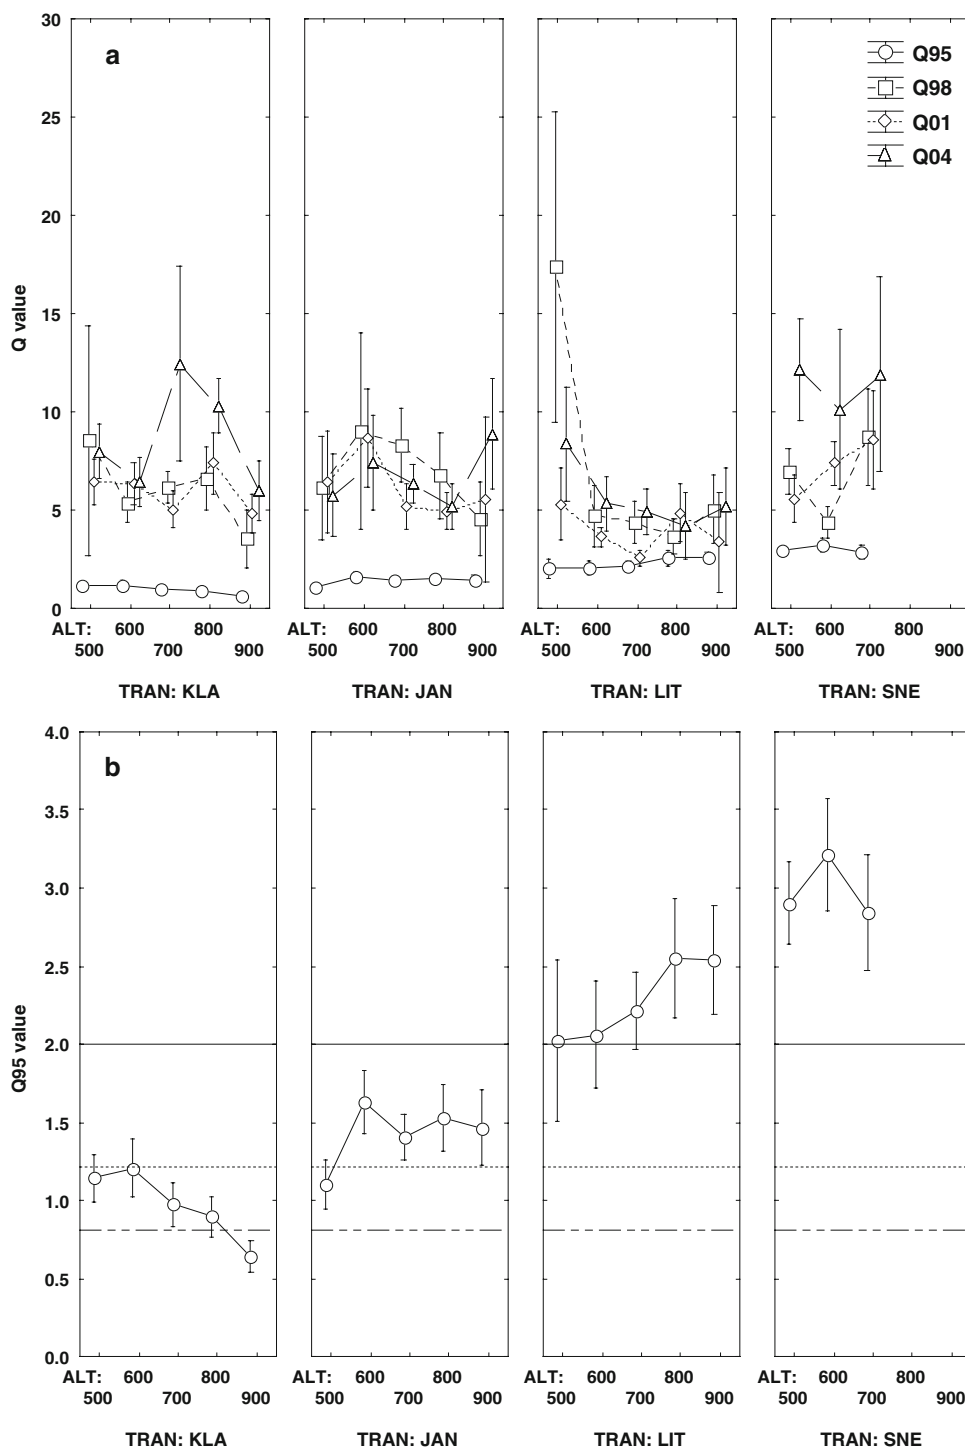 30
25
20
15
10
5
0
Q value
a
Q95
Q98
Q01
Q04
ALT: 600 800
500 700 900
TRAN: KLA
ALT: 600 800
500 700 900
TRAN: JAN
ALT: 600 800
500 700 900
TRAN: LIT
ALT: 600 800
500 700 900
TRAN: SNE
4.0
3.5
3.0
2.5
2.0
1.5
1.0
0.5
0.0
Q95 value
b
ALT: 600 800
500 700 900
TRAN: KLA
ALT: 600 800
500 700 900
TRAN: JAN
ALT: 600 800
500 700 900
TRAN: LIT
ALT: 600 800
500 700 900
TRAN: SNE